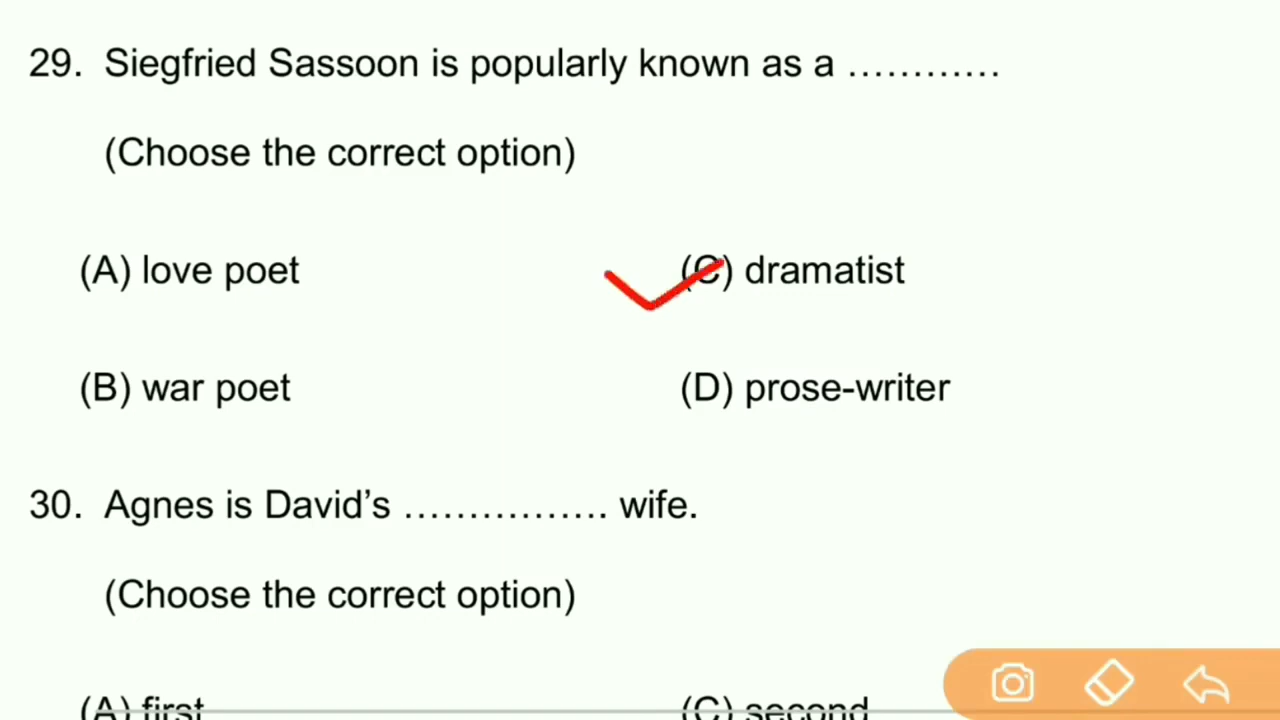 29. Siegfried Sassoon is popularly known as a …………
(Choose the correct option)
(A) love poet (C) dramatist
(B) war poet (D) prose-writer
30. Agnes is David’s ……………. wife.
(Choose the correct option)
(A) first (C) second